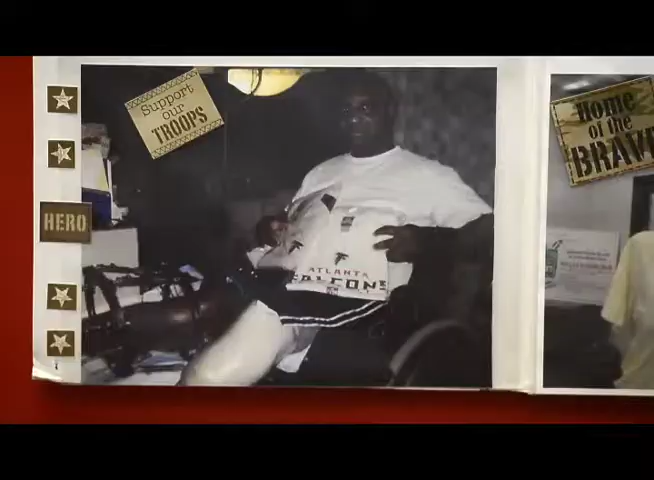 Support
our
TROOPS
HERO
ATLANTA
FALCONS
Home
of the
BRAVE